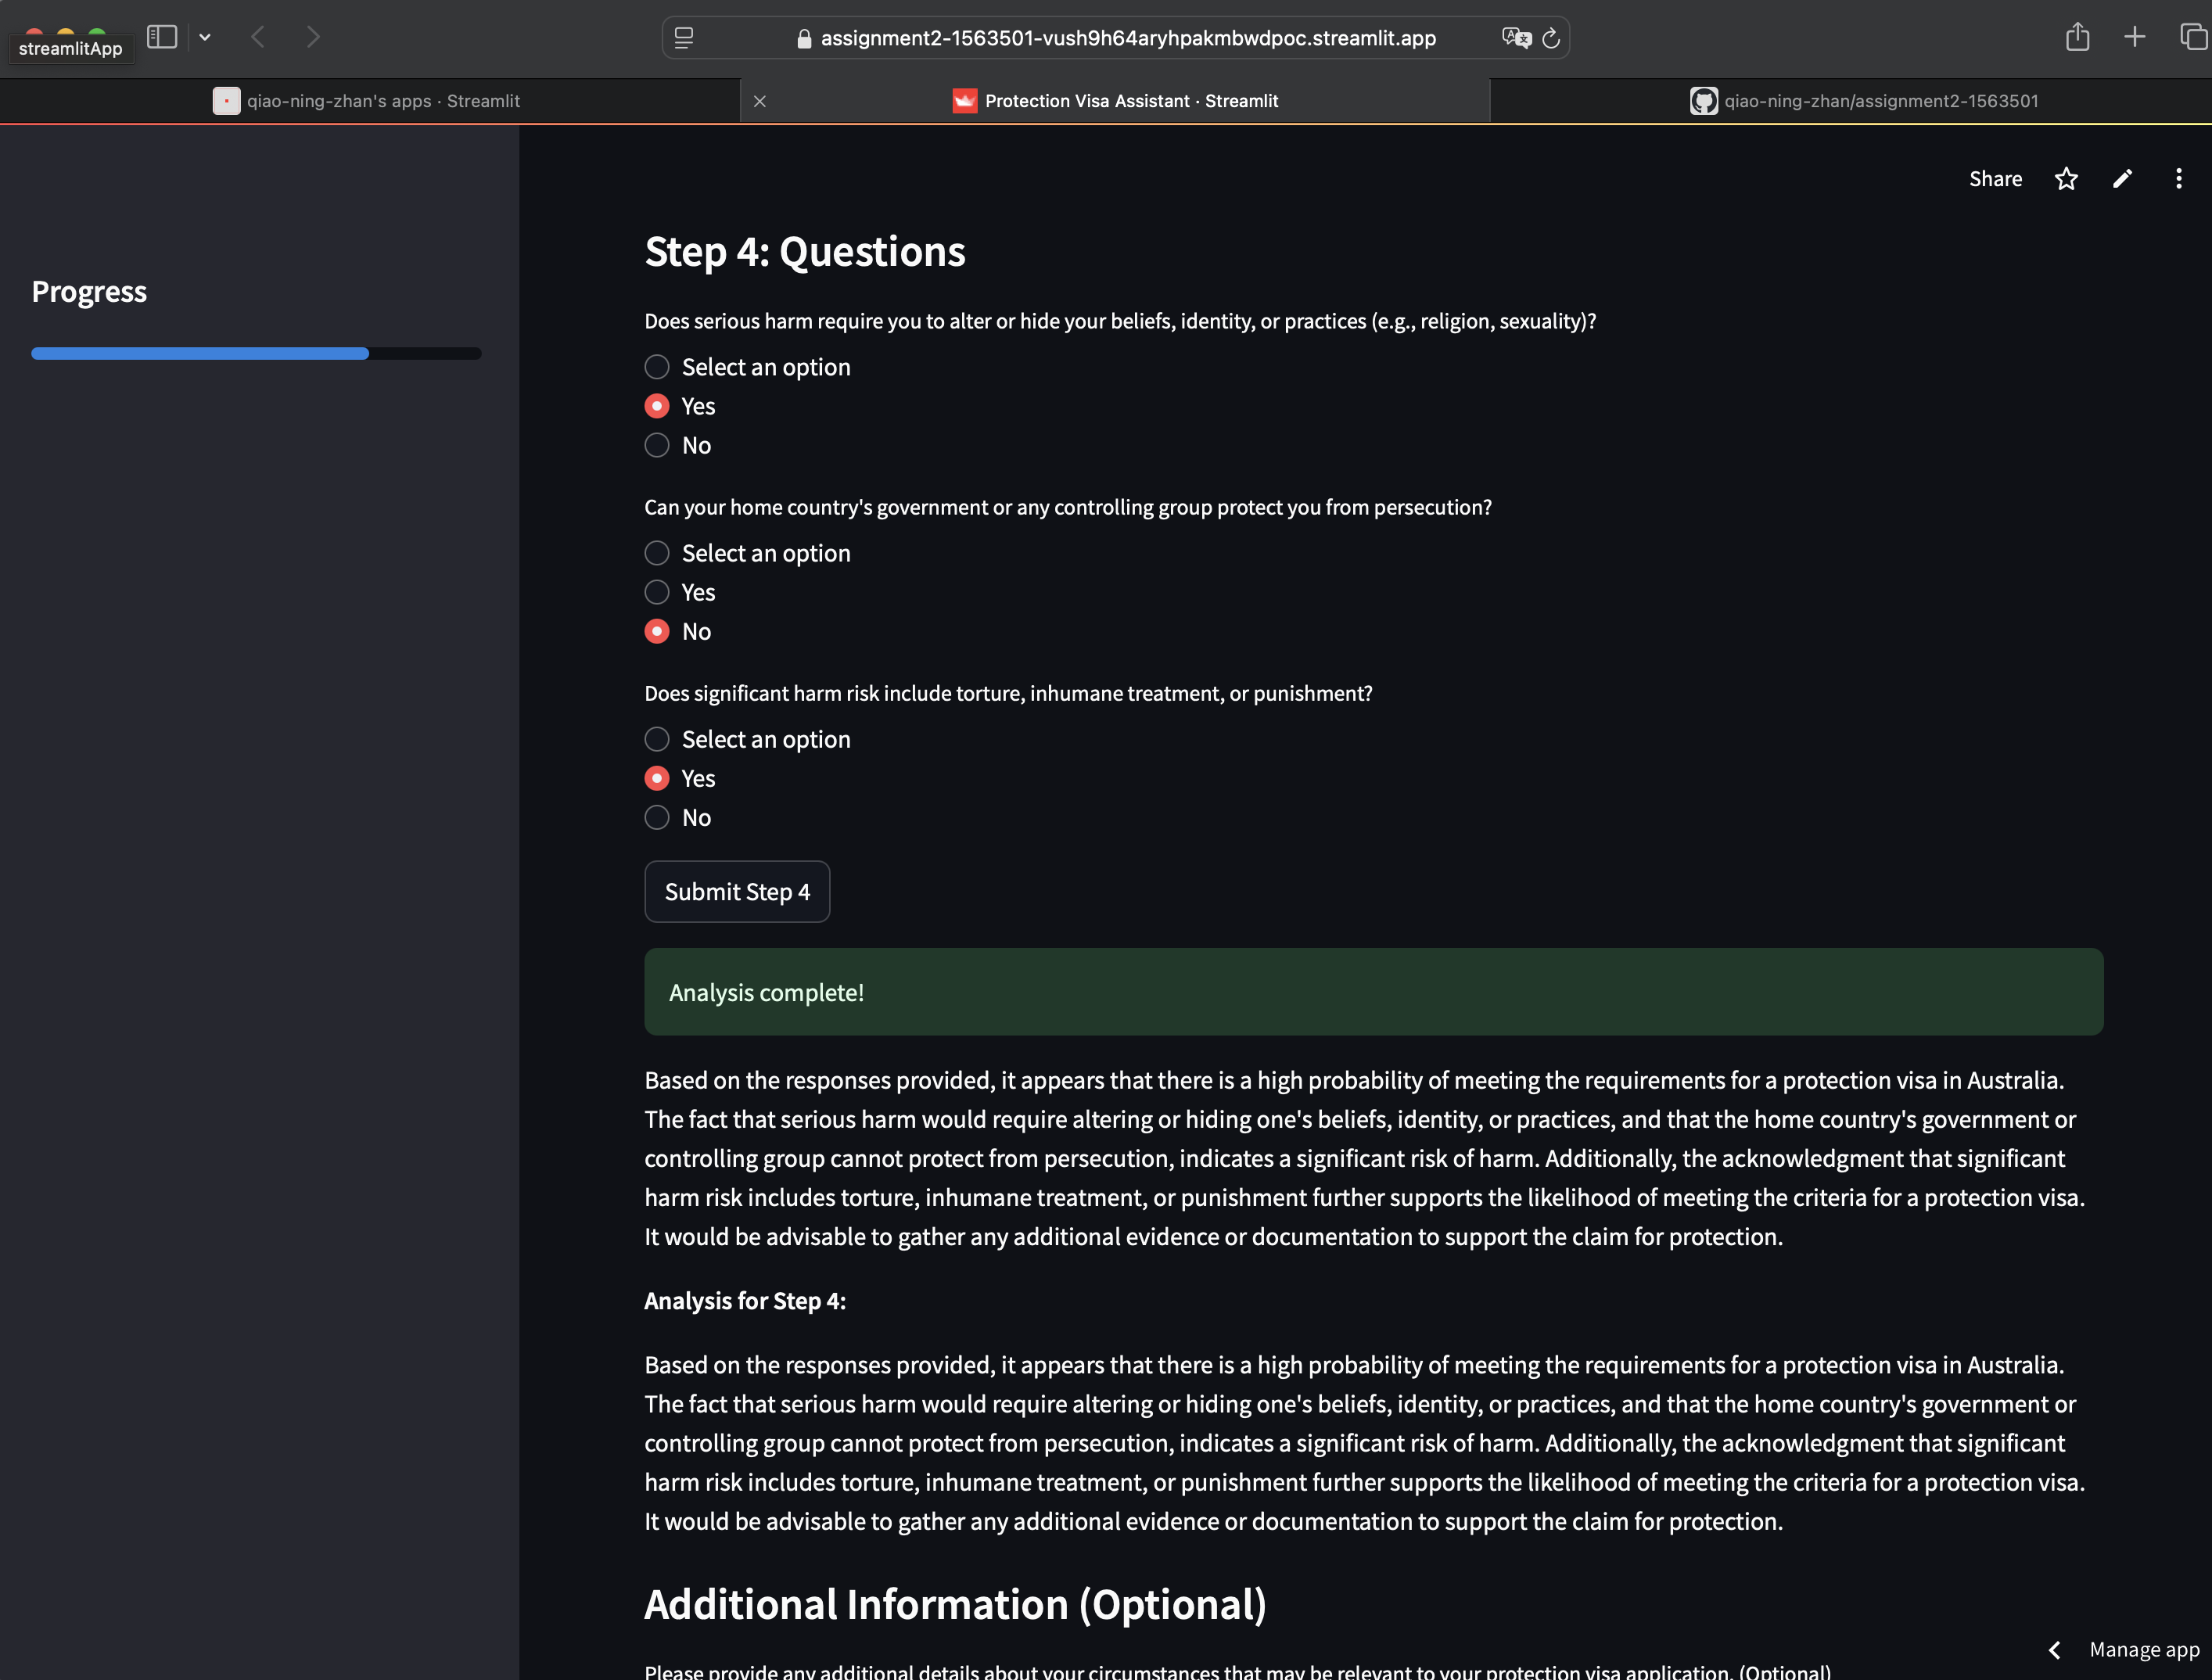 streamlitApp
assignment2-1563501-vush9h64aryhpakmbwdpoc.streamlit.app
qiao-ning-zhan's apps · Streamlit
Protection Visa Assistant · Streamlit
qiao-ning-zhan/assignment2-1563501
Share
Progress
Step 4: Questions
Does serious harm require you to alter or hide your beliefs, identity, or practices (e.g., religion, sexuality)?
Select an option
Yes
No
Can your home country's government or any controlling group protect you from persecution?
Select an option
Yes
No
Does significant harm risk include torture, inhumane treatment, or punishment?
Select an option
Yes
No
Submit Step 4
Analysis complete!
Based on the responses provided, it appears that there is a high probability of meeting the requirements for a protection visa in Australia.
The fact that serious harm would require altering or hiding one's beliefs, identity, or practices, and that the home country's government or
controlling group cannot protect from persecution, indicates a significant risk of harm. Additionally, the acknowledgment that significant
harm risk includes torture, inhumane treatment, or punishment further supports the likelihood of meeting the criteria for a protection visa.
It would be advisable to gather any additional evidence or documentation to support the claim for protection.
Analysis for Step 4:
Based on the responses provided, it appears that there is a high probability of meeting the requirements for a protection visa in Australia.
The fact that serious harm would require altering or hiding one's beliefs, identity, or practices, and that the home country's government or
controlling group cannot protect from persecution, indicates a significant risk of harm. Additionally, the acknowledgment that significant
harm risk includes torture, inhumane treatment, or punishment further supports the likelihood of meeting the criteria for a protection visa.
It would be advisable to gather any additional evidence or documentation to support the claim for protection.
Additional Information (Optional)
Manage app
Please provide any additional details about your circumstances that may be relevant to your protection visa application. (Optional)